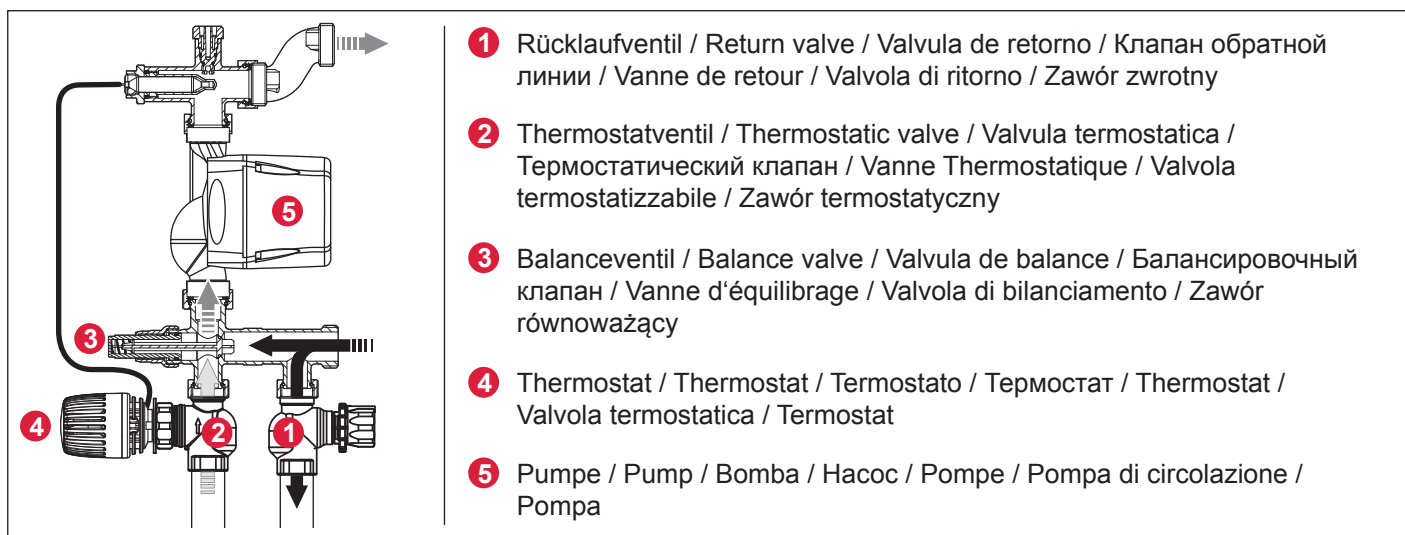 1 Rücklaufventil / Return valve / Valvula de retorno / Клапан обратной
линии / Vanne de retour / Valvola di ritorno / Zawór zwrotny
2 Thermostatventil / Thermostatic valve / Valvula termostatica /
Термостатический клапан / Vanne Thermostatique / Valvola
termostatizzabile / Zawór termostatyczny
3 Balanceventil / Balance valve / Valvula de balance / Балансировочный
клапан / Vanne d‘équilibrage / Valvola di bilanciamento / Zawór
równoważący
4 Thermostat / Thermostat / Termostato / Термостат / Thermostat /
Valvola termostatica / Termostat
5 Pumpe / Pump / Bomba / Насос / Pompe / Pompa di circolazione /
Pompa
5
3
4
2
1